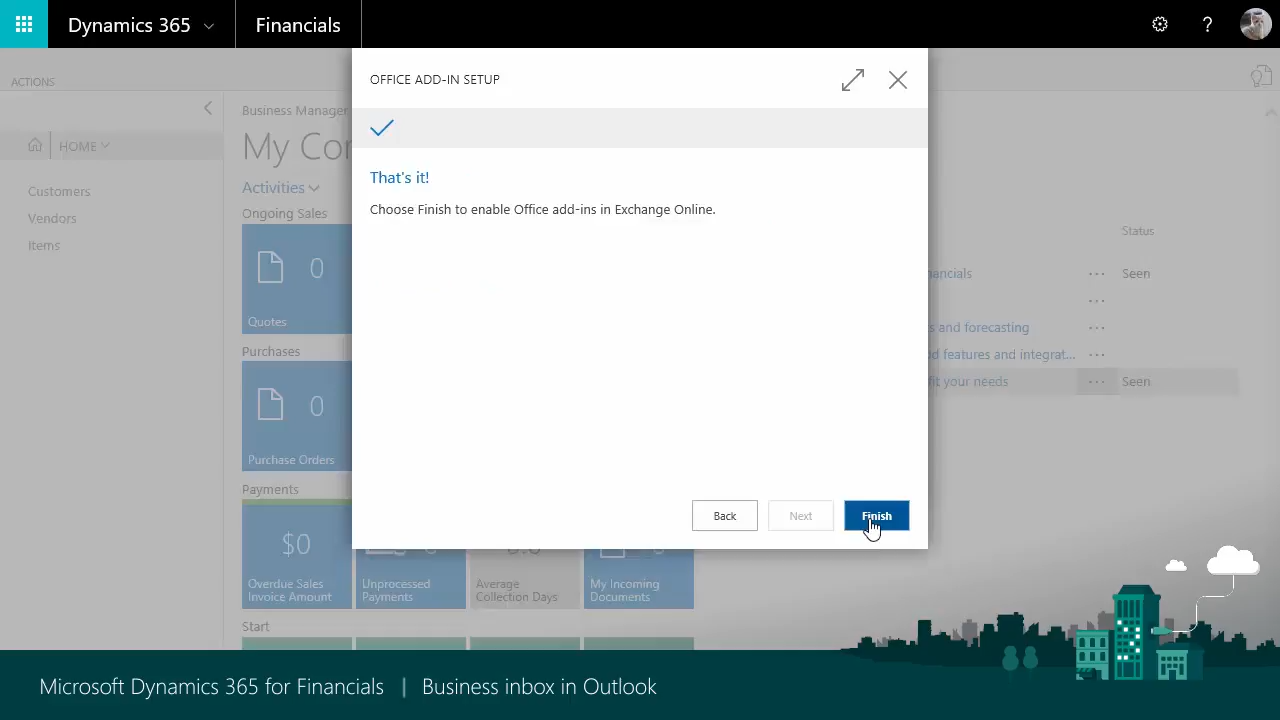 Dynamics 365
Financials
?
OFFICE ADD-IN SETUP
ACTIONS
Business Manager
HOME
My Co
Customers
Vendors
Items
Activities
Ongoing Sales
0
Quotes
Purchases
0
Purchase Orders
Payments
$0
Overdue Sales
Invoice Amount
Unprocessed
Payments
Average
Collection Days
My Incoming
Documents
Start
That's it!
Choose Finish to enable Office add-ins in Exchange Online.
Back
Next
Finish
Status
nancials
... Seen
...
s and forecasting ...
d features and integrat... ...
fit your needs ... Seen
Microsoft Dynamics 365 for Financials | Business inbox in Outlook